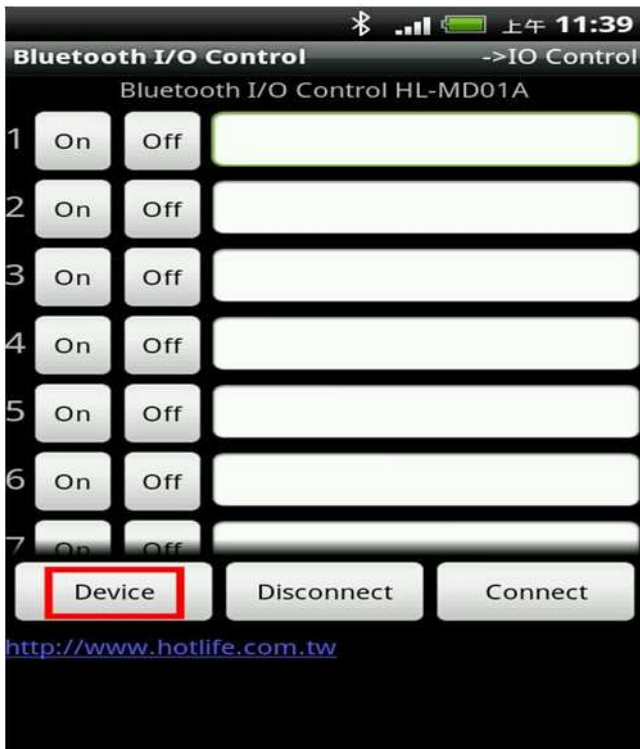 上午 11:39
Bluetooth I/O Control ->IO Control
Bluetooth I/O Control HL-MD01A
1 On Off
2 On Off
3 On Off
4 On Off
5 On Off
6 On Off
7 On Off
Device Disconnect Connect
http://www.hotlife.com.tw